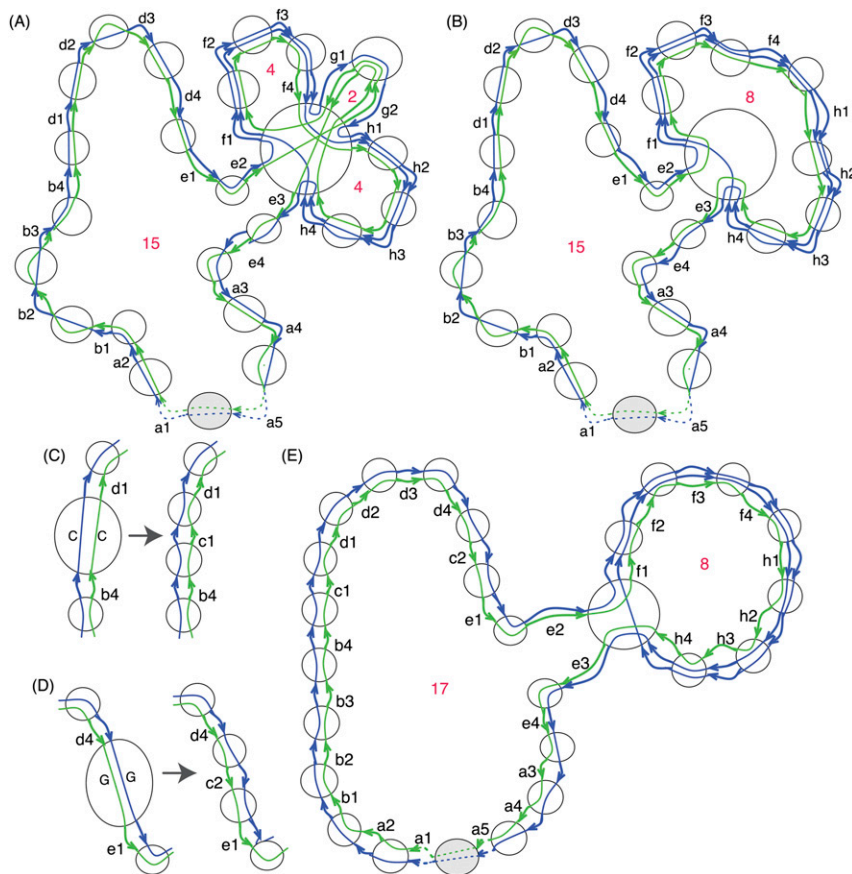 (A)
d3
d2
d4
d1
b4
b3
b2
b1
a2
a1
a5
a4
a3
e4
e3
e2
e1
15
f1
f2
f3
f4
4
g1
g2
2
h1
h2
h3
h4
4
(B)
d3
d2
d4
d1
b4
b3
b2
b1
a2
a1
a5
a4
a3
e4
e3
e2
e1
15
f1
f2
f3
f4
8
h1
h2
h3
h4
(C)
d1
C C
b4
d1
c1
b4
(D)
d4
G G
e1
d4
c2
e1
(E)
d2 d3
d1 d4
c1 c2
b4 e1 e2
b3
b2
b1
a2
a1
a5
a4
a3
e4
e3
17
f1
f2
f3
f4
8
h1
h2
h3
h4